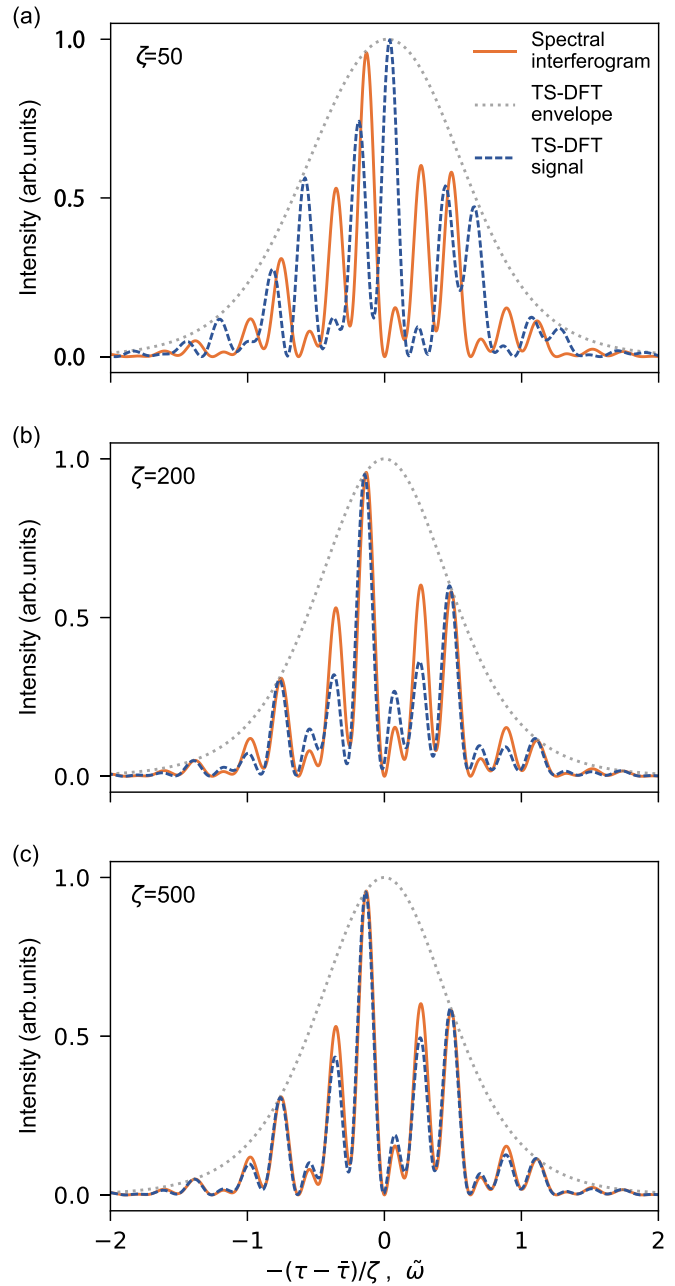 (a)
1.0
0.5
0.0
Intensity (arb.units)
ζ=50
Spectral
interferogram
TS-DFT
envelope
TS-DFT
signal
(b)
1.0
0.5
0.0
Intensity (arb.units)
ζ=200
(c)
1.0
0.5
0.0
Intensity (arb.units)
ζ=500
−2 −1 0 1 2
−(τ − τ̄)/ζ , ω̃